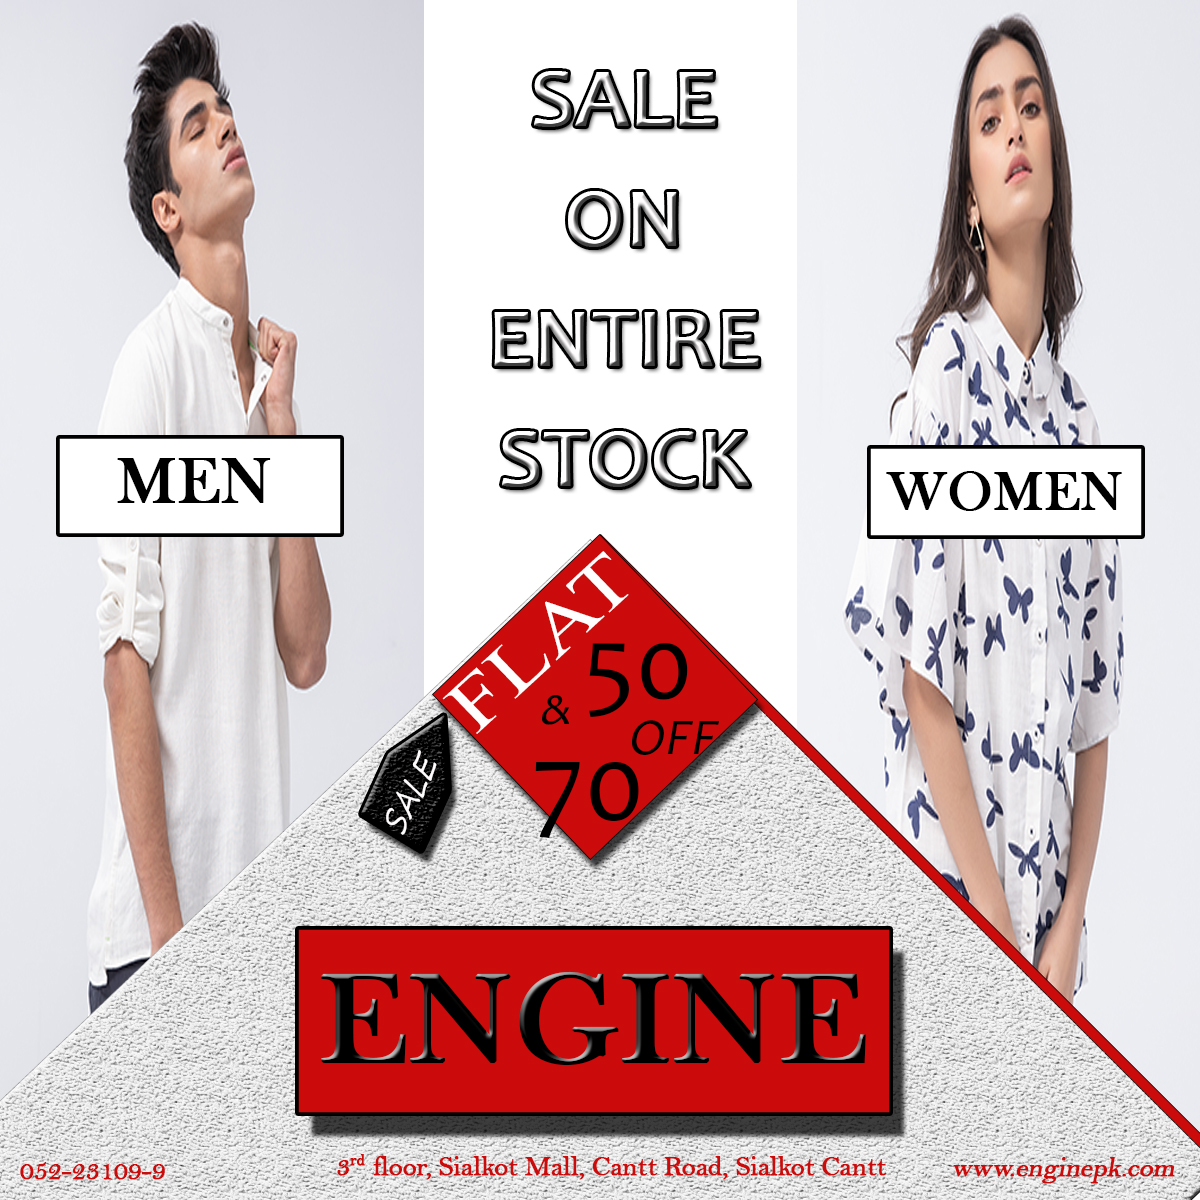 SALE
ON
ENTIRE
STOCK
MEN
WOMEN
FLAT
50
&
OFF
70
SALE
ENGINE
052-23109-9
3rd floor, Sialkot Mall, Cantt Road, Sialkot Cantt
www.enginepk.com